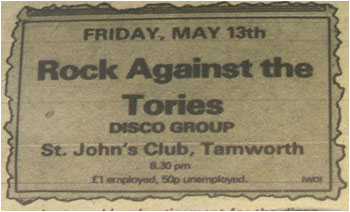 FRIDAY, MAY 13th
Rock Against the
Tories
DISCO GROUP
St. John's Club, Tamworth
8.30 pm
£1 employed, 50p unemployed.